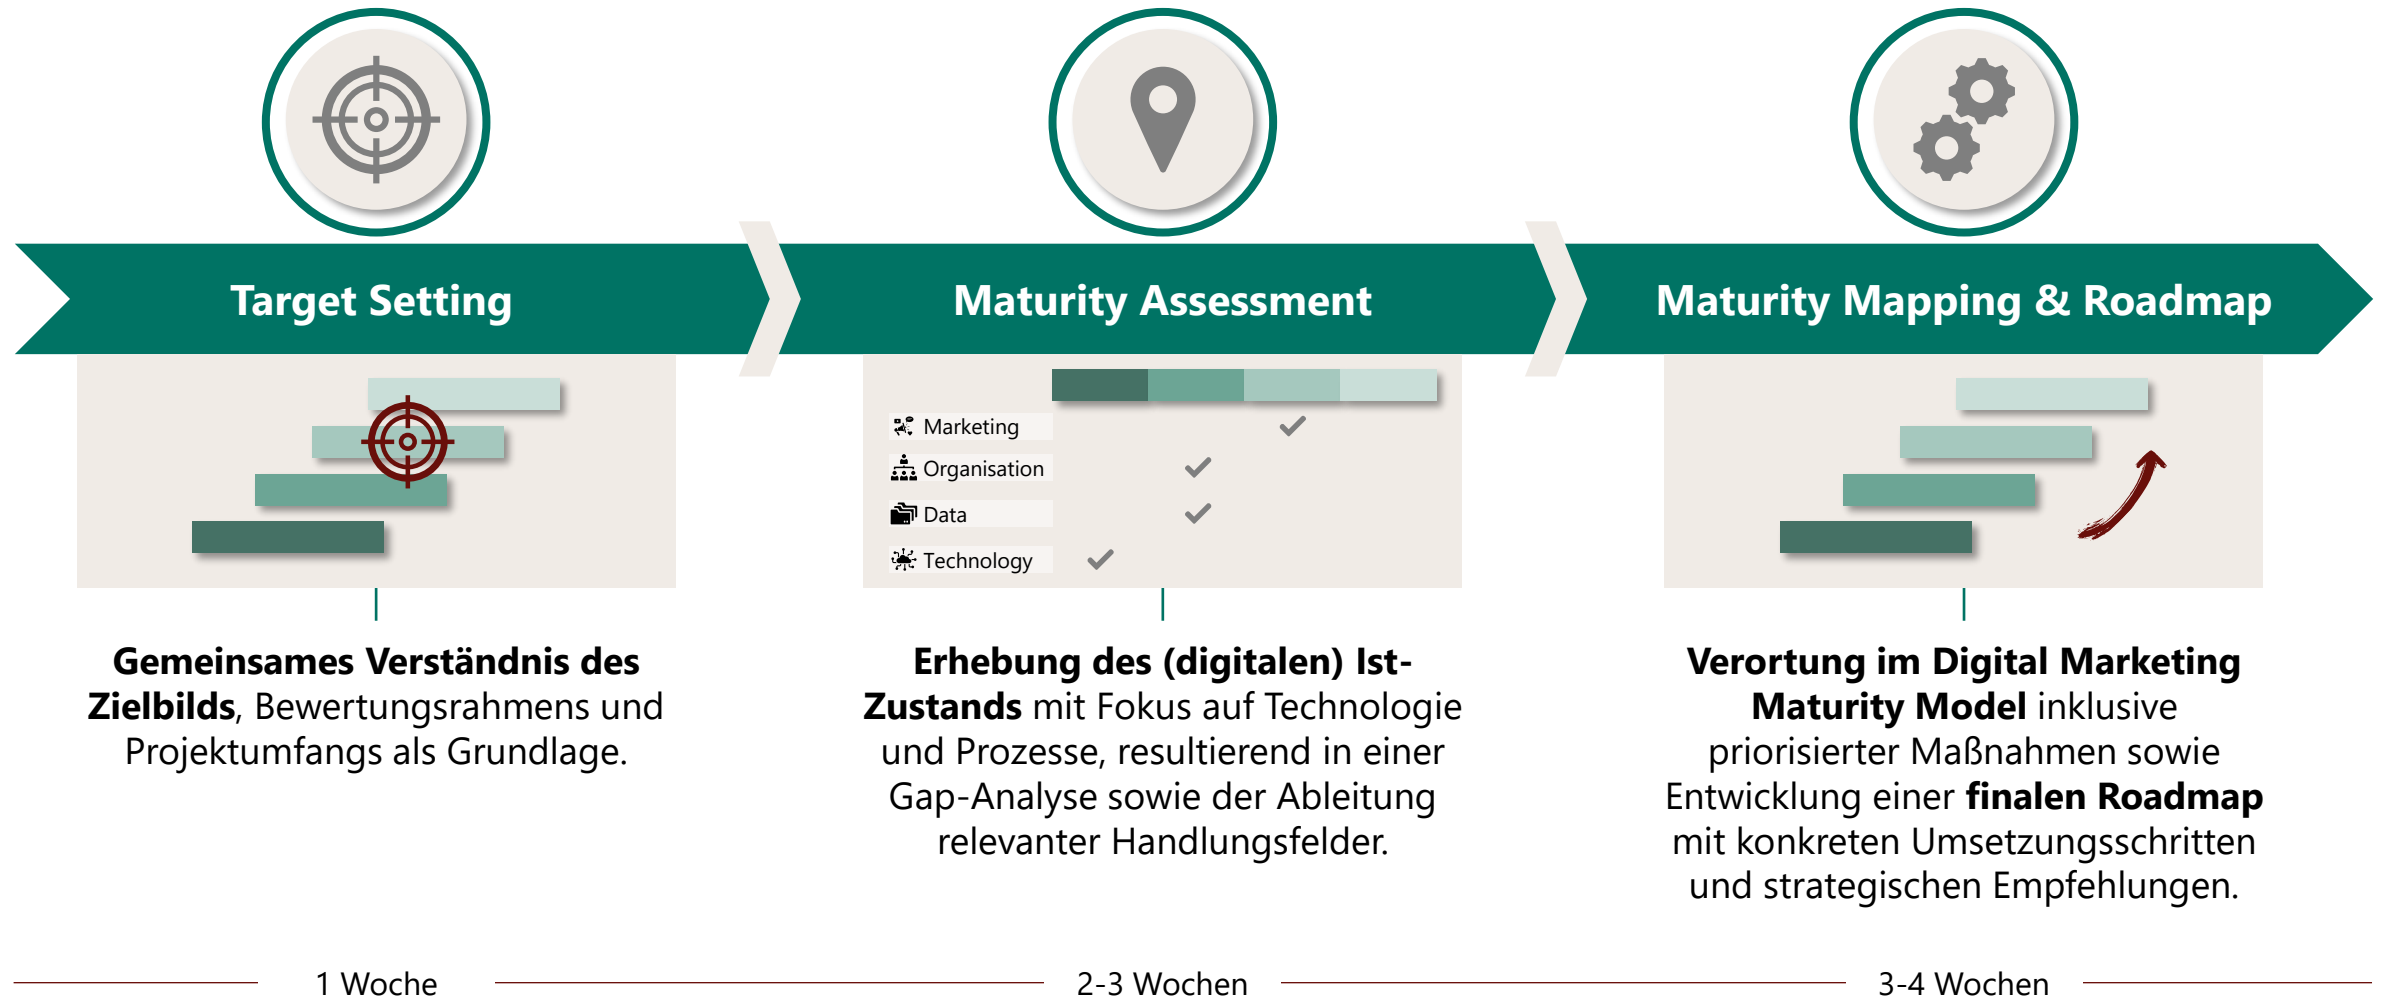 Target Setting
Maturity Assessment
Maturity Mapping & Roadmap
Marketing
Organisation
Data
Technology
Gemeinsames Verständnis des
Zielbilds, Bewertungsrahmens und
Projektumfangs als Grundlage.
Erhebung des (digitalen) Ist-
Zustands mit Fokus auf Technologie
und Prozesse, resultierend in einer
Gap-Analyse sowie der Ableitung
relevanter Handlungsfelder.
Verortung im Digital Marketing
Maturity Model inklusive
priorisierter Maßnahmen sowie
Entwicklung einer finalen Roadmap
mit konkreten Umsetzungsschritten
und strategischen Empfehlungen.
1 Woche
2-3 Wochen
3-4 Wochen